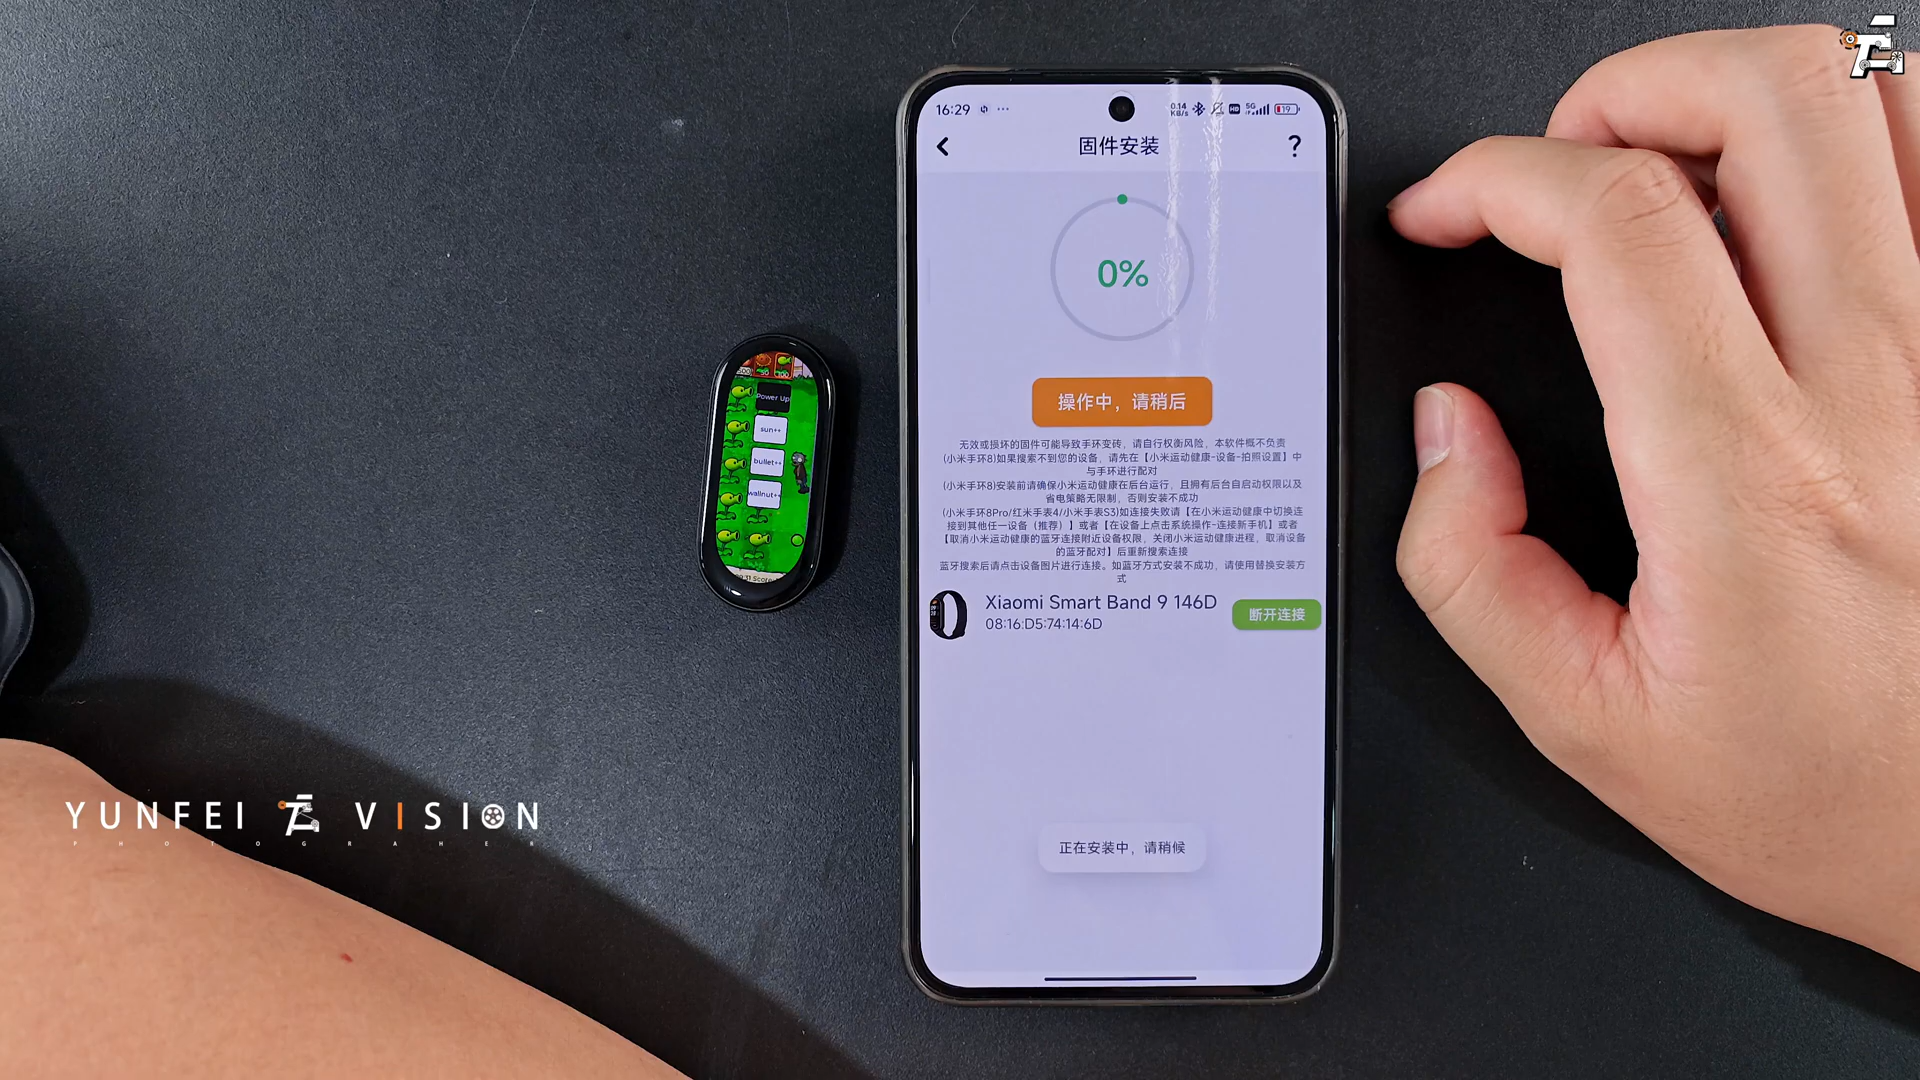 16:29
0.14 KB/s HD 5G 19
固件安装
?
0%
操作中，请稍后
无效或损坏的固件可能导致手环变砖，请自行权衡风险，本软件概不负责
(小米手环8)如果搜索不到您的设备，请先在【小米运动健康-设备-拍照设置】中
与手环进行配对
(小米手环8)安装前请确保小米运动健康在后台运行，且拥有后台自启动权限以及
省电策略无限制，否则安装不成功
(小米手环8Pro/红米手表4/小米手表S3)如连接失败请【在小米运动健康中切换连
接到其他任一设备（推荐）】或者【在设备上点击系统操作-连接新手机】或者
【取消小米运动健康的蓝牙连接附近设备权限，关闭小米运动健康进程，取消设备
的蓝牙配对】后重新搜索连接
蓝牙搜索后请点击设备图片进行连接。如蓝牙方式安装不成功，请使用替换安装方
式
Xiaomi Smart Band 9 146D
08:16:D5:74:14:6D
断开连接
正在安装中，请稍候
50 100
Power Up
sun++
bullet++
wallnut++
Score
YUNFEI VISION
PHOTOGRAHER